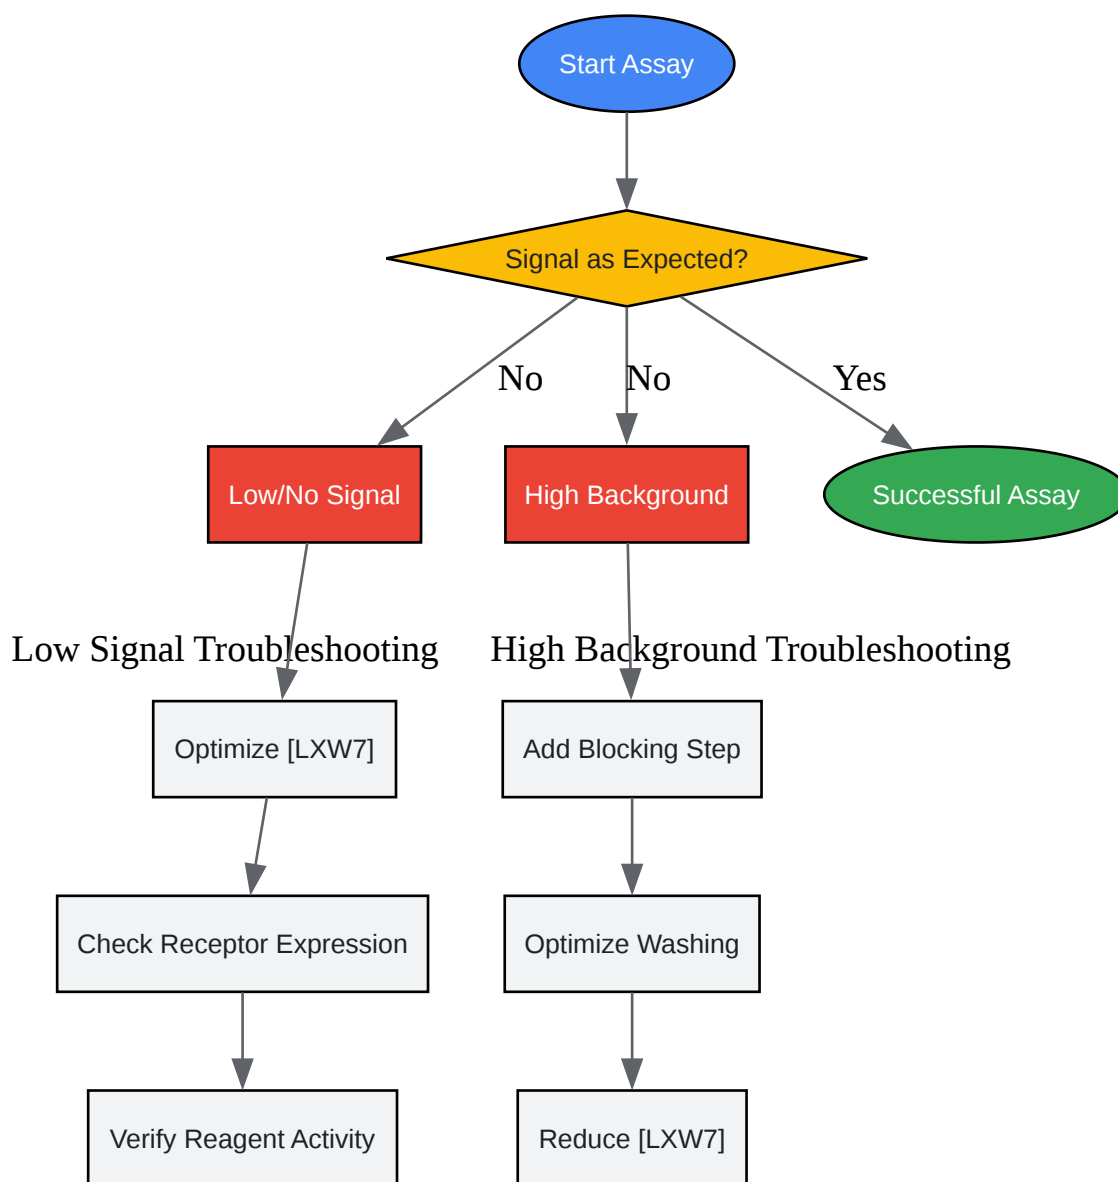 Start Assay
Signal as Expected?
No
No
Yes
Low/No Signal
High Background
Successful Assay
Low Signal Troubleshooting
High Background Troubleshooting
Optimize [LXW7]
Add Blocking Step
Check Receptor Expression
Optimize Washing
Verify Reagent Activity
Reduce [LXW7]